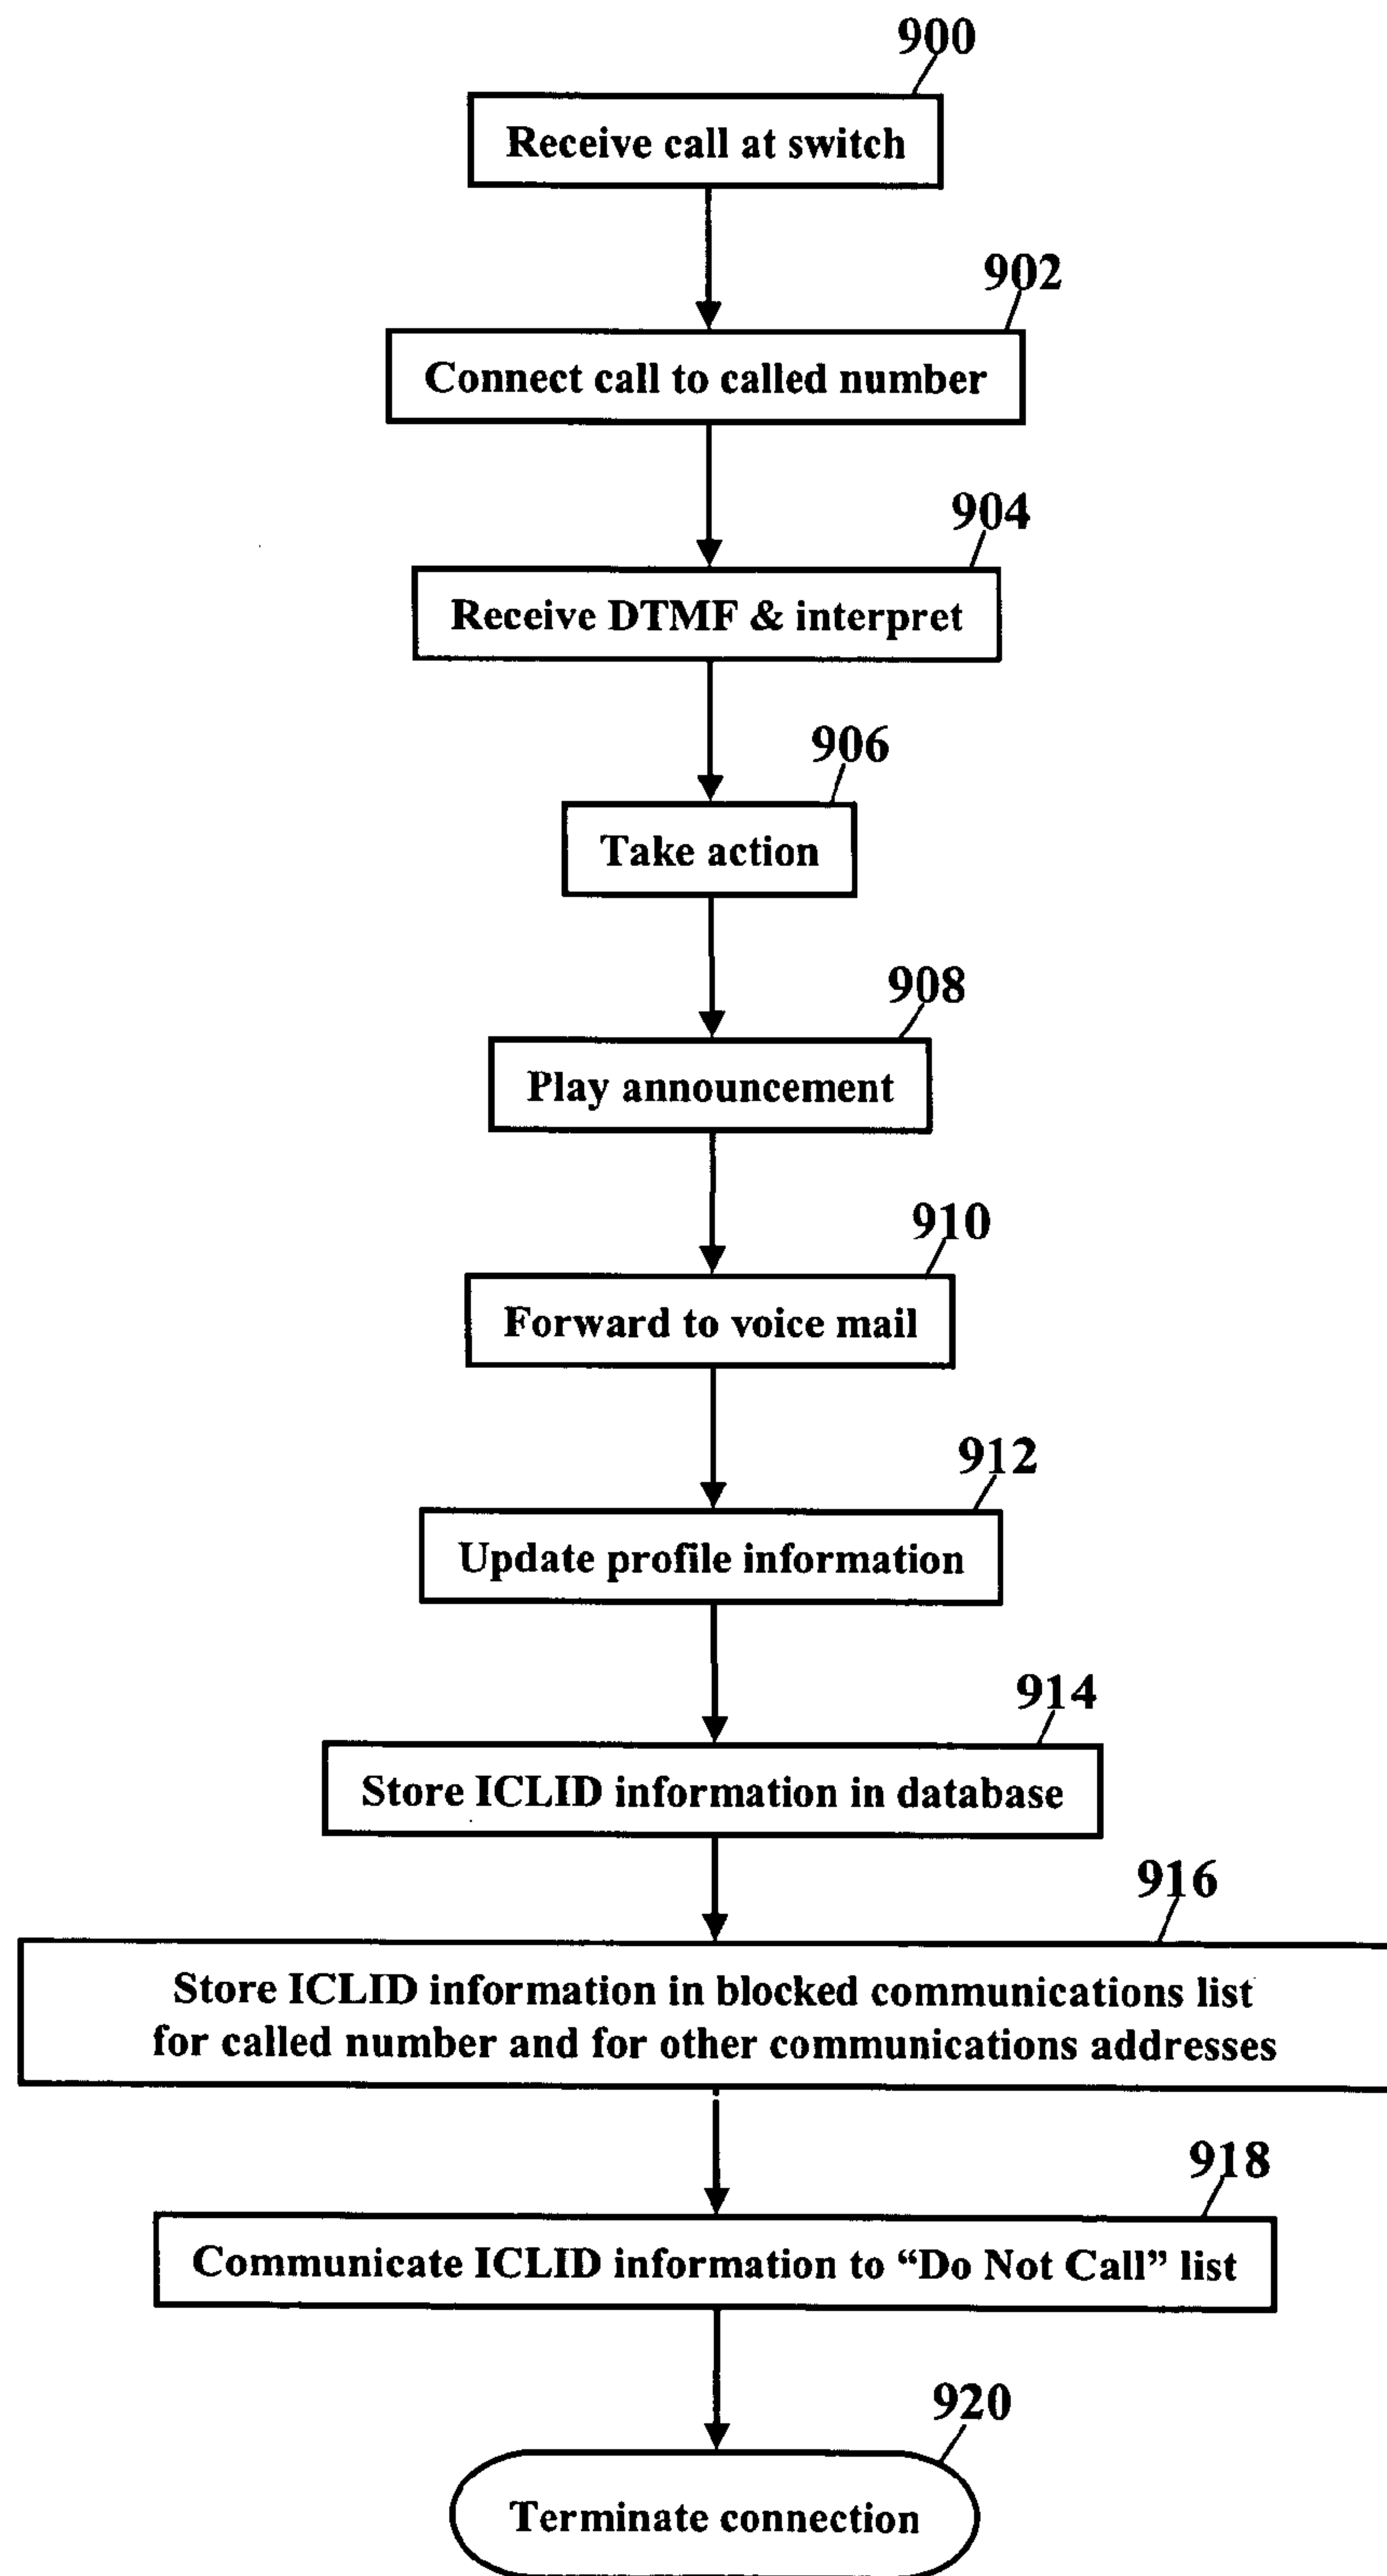 900
Receive call at switch
902
Connect call to called number
904
Receive DTMF & interpret
906
Take action
908
Play announcement
910
Forward to voice mail
912
Update profile information
914
Store ICLID information in database
916
Store ICLID information in blocked communications list
for called number and for other communications addresses
918
Communicate ICLID information to “Do Not Call” list
920
Terminate connection